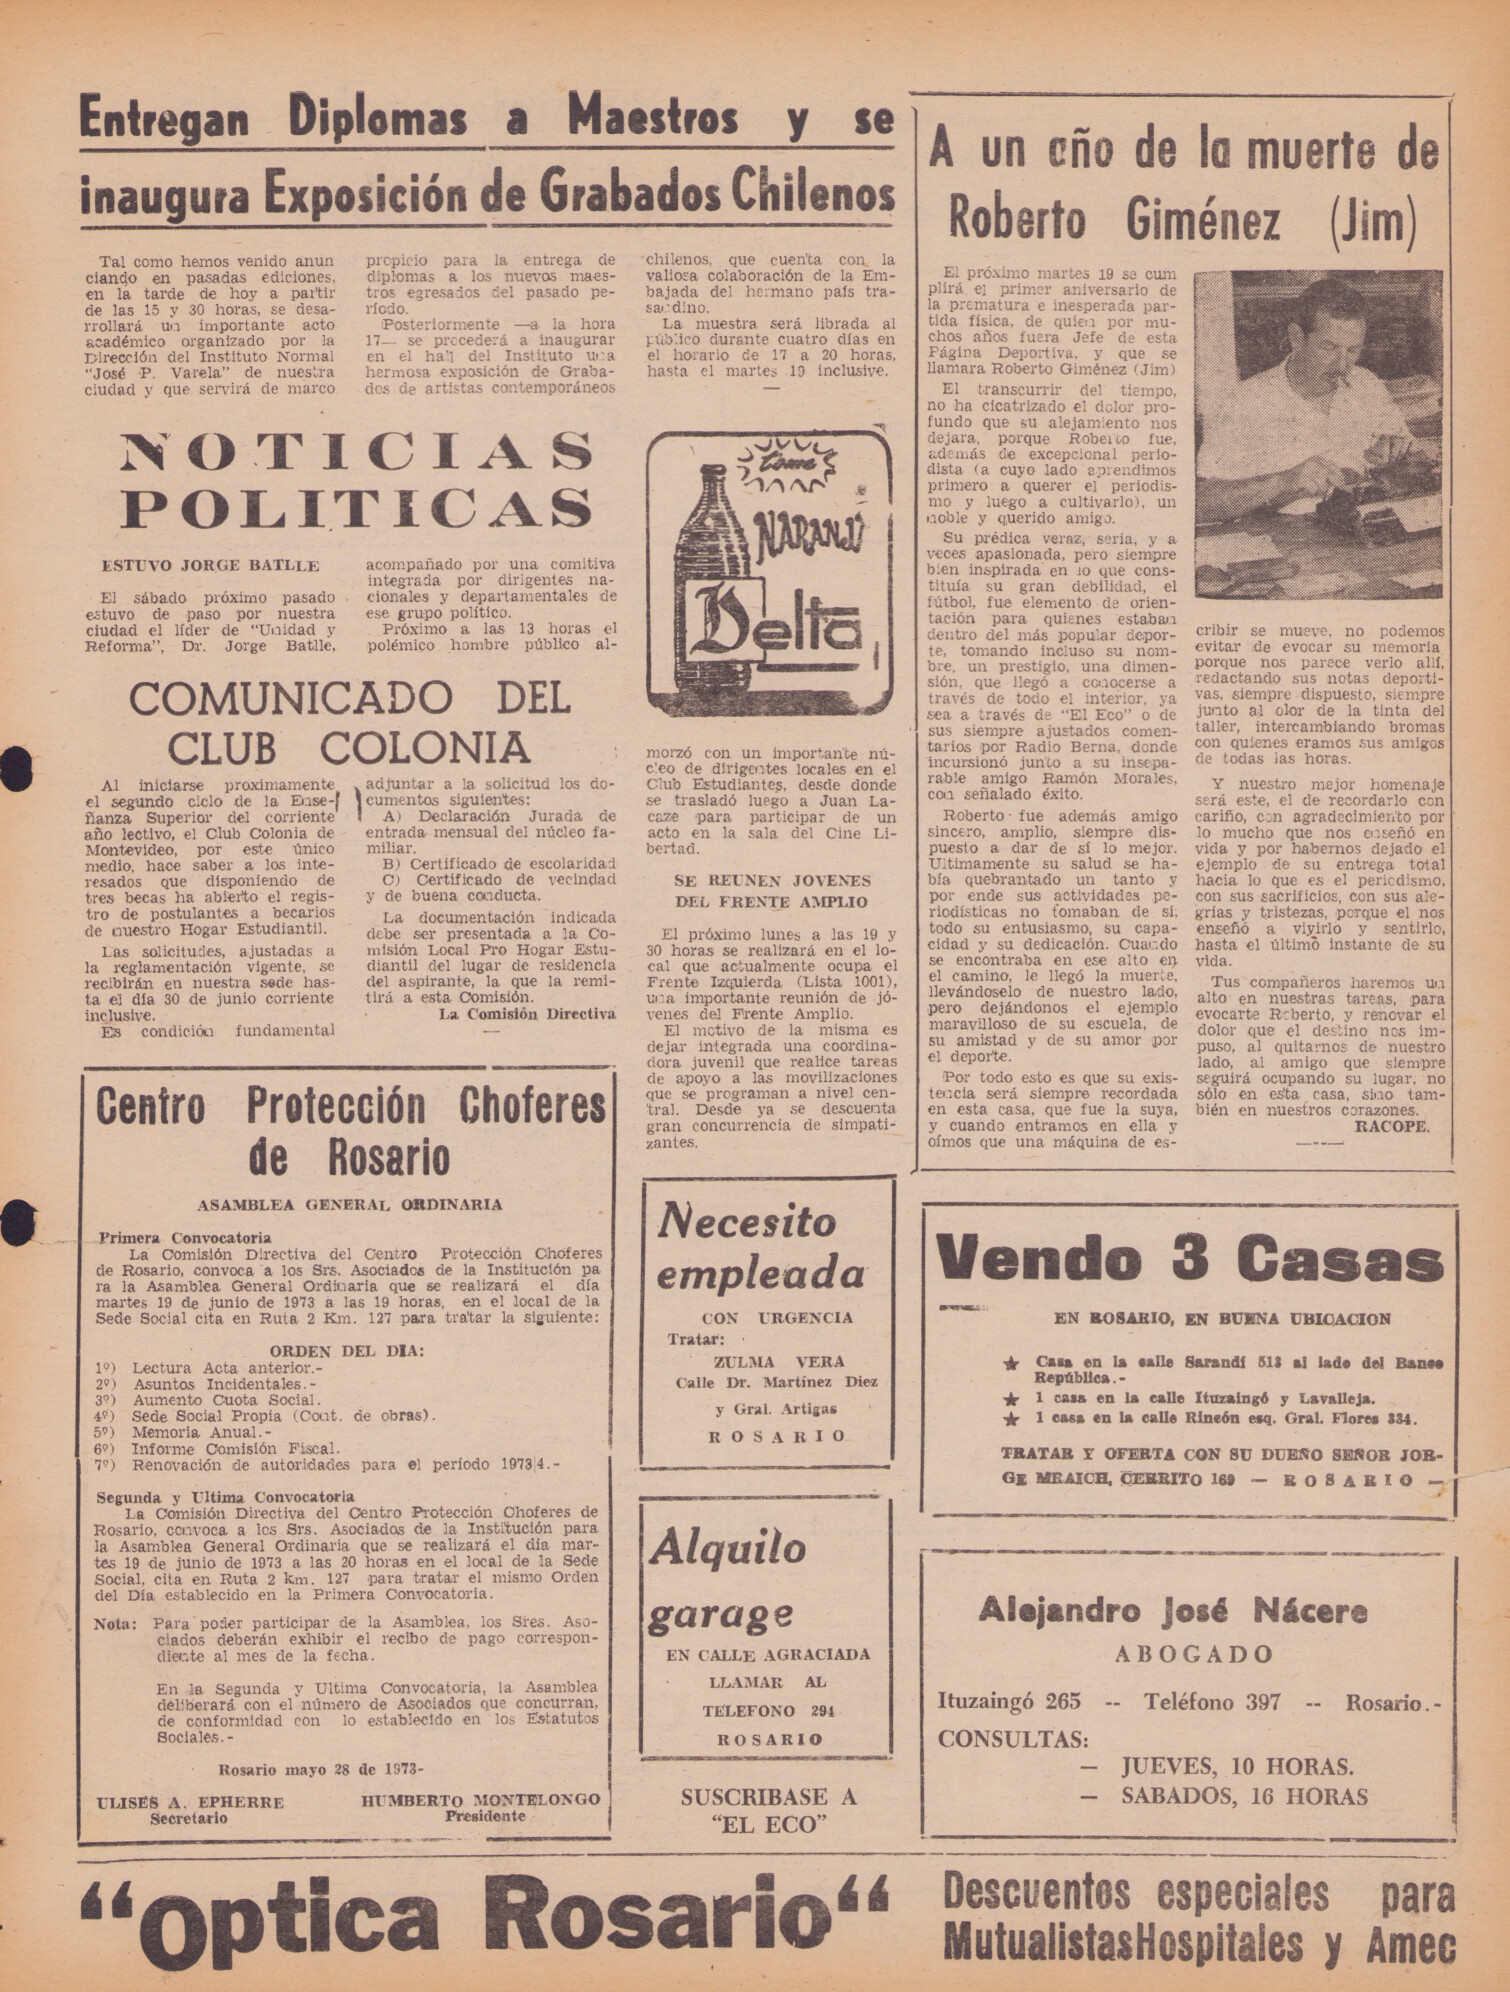 Entregan Diplomas a Maestros y se
inaugura Exposición de Grabados Chilenos
Tal como hemos venido anun
ciando en pasadas ediciones,
en la tarde de hoy a partir
de las 15 y 30 horas, se desa-
rrollará un importante acto
académico organizado por la
Dirección del Instituto Normal
"José P. Varela" de nuestra
ciudad y que servirá de marco
propicio para la entrega de
diplomas a los nuevos maes-
tros egresados del pasado pe-
ríodo.
Posteriormente —a la hora
17— se precederá a inaugurar
en el hall del Instituto una
hermosa exposición de Graba-
dos de artistas contemporáneos
chilenos, que cuenta con la
valiosa colaboración de la Em-
bajada del hermano país tra-
sandino.
La muestra será librada al
público durante cuatro días en
el horario de 17 a 20 horas,
hasta el martes 19 inclusive.
NOTICIAS
POLITICAS
ESTUVO JORGE BATLLE
El sábado próximo pasado
estuvo de paso por nuestra
ciudad el líder de "Unidad y
Reforma", Dr. Jorge Batlle,
acompañado por una comitiva
integrada por dirigentes na-
cionales y departamentales de
ese grupo político.
Próximo a las 13 horas el
polémico hombre público al-
tome
NARANJÍ
Delta
morzó con un importante nú-
cleo de dirigentes locales en el
Club Estudiantes, desde donde
se trasladó luego a Juan La-
caze para participar de un
acto en la sala del Cine Li-
bertad.
SE REUNEN JOVENES
DEL FRENTE AMPLIO
El próximo lunes a las 19 y
30 horas se realizará en el lo-
cal que actualmente ocupa el
Frente Izquierda (Lista 1001),
una importante reunión de jó-
venes del Frente Amplio.
El motivo de la misma es
dejar integrada una coordina-
dora juvenil que realice tareas
de apoyo a las movilizaciones
que se programan a nivel cen-
tral. Desde ya se descuenta
gran concurrencia de simpati-
zantes.
COMUNICADO DEL
CLUB COLONIA
Al iniciarse proximamente
el segundo ciclo de la Ense-
ñanza Superior del corriente
año lectivo, el Club Colonia de
Montevideo, por este único
medio, hace saber a los inte-
resados que disponiendo de
tres becas ha abierto el regis-
tro de postulantes a becarios
de nuestro Hogar Estudiantil.
Las solicitudes, ajustadas a
la reglamentación vigente, se
recibirán en nuestra sede has-
ta el día 30 de junio corriente
inclusive.
Es condición fundamental
adjuntar a la solicitud los do-
cumentos siguientes:
A) Declaración Jurada de
entrada mensual del núcleo fa-
miliar.
B) Certificado de escolaridad
C) Certificado de vecindad
y de buena conducta.
La documentación indicada
debe ser presentada a la Co-
misión Local Pro Hogar Estu-
diantil del lugar de residencia
del aspirante, la que la remi-
tirá a esta Comisión.
La Comisión Directiva
A un año de la muerte de
Roberto Giménez (Jim)
El próximo martes 19 se cum
plirá el primer aniversario de
la prematura e inesperada par-
tida física, de quien por mu-
chos años fuera Jefe de esta
Página Deportiva, y que se
llamara Roberto Giménez (Jim)
El transcurrir del tiempo,
no ha cicatrizado el dolor pro-
fundo que su alejamiento nos
dejara, porque Roberto fue,
además de excepcional perio-
dista (a cuyo lado aprendimos
primero a querer el periodis-
mo y luego a cultivarlo), un
noble y querido amigo.
Su prédica veraz, seria, y a
veces apasionada, pero siempre
bien inspirada en lo que cons-
tituía su gran debilidad, el
fútbol, fue elemento de orien-
tación para quienes estaban
dentro del más popular depor-
te, tomando incluso su nom-
bre, un prestigio, una dimen-
sión, que llegó a conocerse a
través de todo el interior, ya
sea a través de "El Eco" o de
sus siempre ajustados comen-
tarios por Radio Berna, donde
incursionó junto a su insepa-
rable amigo Ramón Morales,
con señalado éxito.
Roberto fue además amigo
sincero, amplio, siempre dis-
puesto a dar de sí lo mejor.
Ultimamente su salud se ha-
bía quebrantado un tanto y
por ende sus actividades pe-
riodísticas no tomaban de sí,
todo su entusiasmo, su capa-
cidad y su dedicación. Cuando
se encontraba en ese alto en
el camino, le llegó la muerte,
llevándoselo de nuestro lado,
pero dejándonos el ejemplo
maravilloso de su escuela, de
su amistad y de su amor por
el deporte.
Por todo esto es que su exis-
tencia será siempre recordada
en esta casa, que fue la suya,
y cuando entramos en ella y
oímos que una máquina de es-
cribir se mueve, no podemos
evitar de evocar su memoria
porque nos parece verlo allí,
redactando sus notas deporti-
vas, siempre dispuesto, siempre
junto al olor de la tinta del
taller, intercambiando bromas
con quienes eramos sus amigos
de todas las horas.
Y nuestro mejor homenaje
será este, el de recordarlo con
cariño, con agradecimiento por
lo mucho que nos enseñó en
vida y por habernos dejado el
ejemplo de su entrega total
hacia lo que es el periodismo,
con sus sacrificios, con sus ale-
grías y tristezas, porque el nos
enseñó a vivirlo y sentirlo,
hasta el último instante de su
vida.
Tus compañeros haremos un
alto en nuestras tareas, para
evocarte Roberto, y renovar el
dolor que el destino nos im-
puso, al quitarnos de nuestro
lado, al amigo que siempre
seguirá ocupando su lugar, no
sólo en esta casa, sino tam-
bién en nuestros corazones.
RACOPE.
Centro Protección Choferes
de Rosario
ASAMBLEA GENERAL ORDINARIA
Primera Convocatoria
La Comisión Directiva del Centro Protección Choferes
de Rosario, convoca a los Srs. Asociados de la Institución pa
ra la Asamblea General Ordinaria que se realizará el día
martes 19 de junio de 1973 a las 19 horas, en el local de la
Sede Social cita en Ruta 2 Km. 127 para tratar la siguiente:
ORDEN DEL DIA:
1º) Lectura Acta anterior.-
2º) Asuntos Incidentales.-
3º) Aumento Cuota Social.
4º) Sede Social Propia (Cont. de obras).
5º) Memoria Anual.-
6º) Informe Comisión Fiscal.
7º) Renovación de autoridades para el período 1973|4.-
Segunda y Ultima Convocatoria
La Comisión Directiva del Centro Protección Choferes de
Rosario, convoca a los Srs. Asociados de la Institución para
la Asamblea General Ordinaria que se realizará el día mar-
tes 19 de junio de 1973 a las 20 horas en el local de la Sede
Social, cita en Ruta 2 km. 127 para tratar el mismo Orden
del Día establecido en la Primera Convocatoria.
Nota: Para poder participar de la Asamblea, los Sres. Aso-
ciados deberán exhibir el recibo de pago correspon-
diente al mes de la fecha.
En la Segunda y Ultima Convocatoria, la Asamblea
deliberará con el número de Asociados que concurran,
de conformidad con lo establecido en los Estatutos
Sociales.-
Rosario mayo 28 de 1973-
ULISES A. EPHERRE
Secretario
HUMBERTO MONTELONGO
Presidente
Necesito
empleada
CON URGENCIA
Tratar:
ZULMA VERA
Calle Dr. Martínez Diez
y Gral. Artigas
ROSARIO
Alquilo
garage
EN CALLE AGRACIADA
LLAMAR AL
TELEFONO 294
ROSARIO
SUSCRIBASE A
"EL ECO"
Vendo 3 Casas
EN ROSARIO, EN BUENA UBICACION
★ Casa en la calle Sarandí 513 al lado del Banco
República.-
★ 1 casa en la calle Ituzaingó y Lavalleja.
★ 1 casa en la calle Rincón esq. Gral. Flores 334.
TRATAR Y OFERTA CON SU DUEÑO SEÑOR JOR-
GE MRAICH, CERRITO 169 — ROSARIO —
Alejandro José Nácere
ABOGADO
Ituzaingó 265 -- Teléfono 397 -- Rosario.-
CONSULTAS:
— JUEVES, 10 HORAS.
— SABADOS, 16 HORAS
"Optica Rosario"
Descuentos especiales para
MutualistasHospitales y Amec